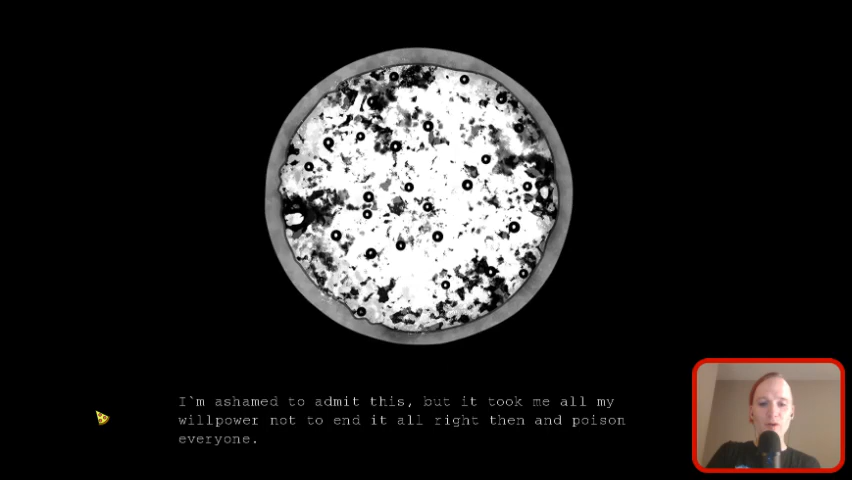 I`m ashamed to admit this, but it took me all my
willpower not to end it all right then and poison
everyone.